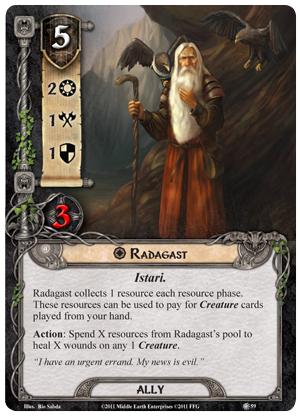 5
2
1
1
3
RADAGAST
Istari.
Radagast collects 1 resource each resource phase.
These resources can be used to pay for Creature cards
played from your hand.
Action: Spend X resources from Radagast's pool to
heal X wounds on any 1 Creature.
"I have an urgent errand. My news is evil."
Illus. Bio Sabda
©2011 Middle Earth Enterprises ©2011 FFG
59
ALLY